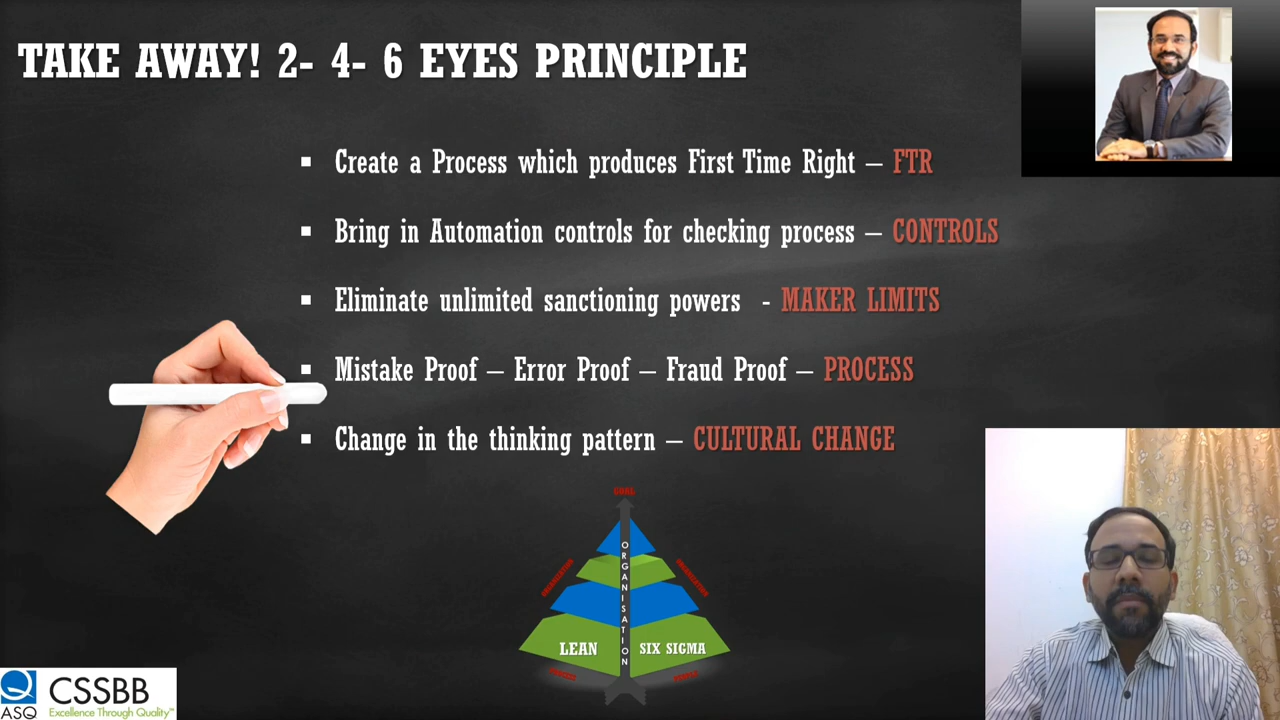 TAKE AWAY! 2- 4- 6 EYES PRINCIPLE
▪ Create a Process which produces First Time Right – FTR
▪ Bring in Automation controls for checking process – CONTROLS
▪ Eliminate unlimited sanctioning powers - MAKER LIMITS
▪ Mistake Proof – Error Proof – Fraud Proof – PROCESS
▪ Change in the thinking pattern – CULTURAL CHANGE
ORGANISATION
LEAN
SIX SIGMA
ASQ
CSSBB
Excellence Through Quality™